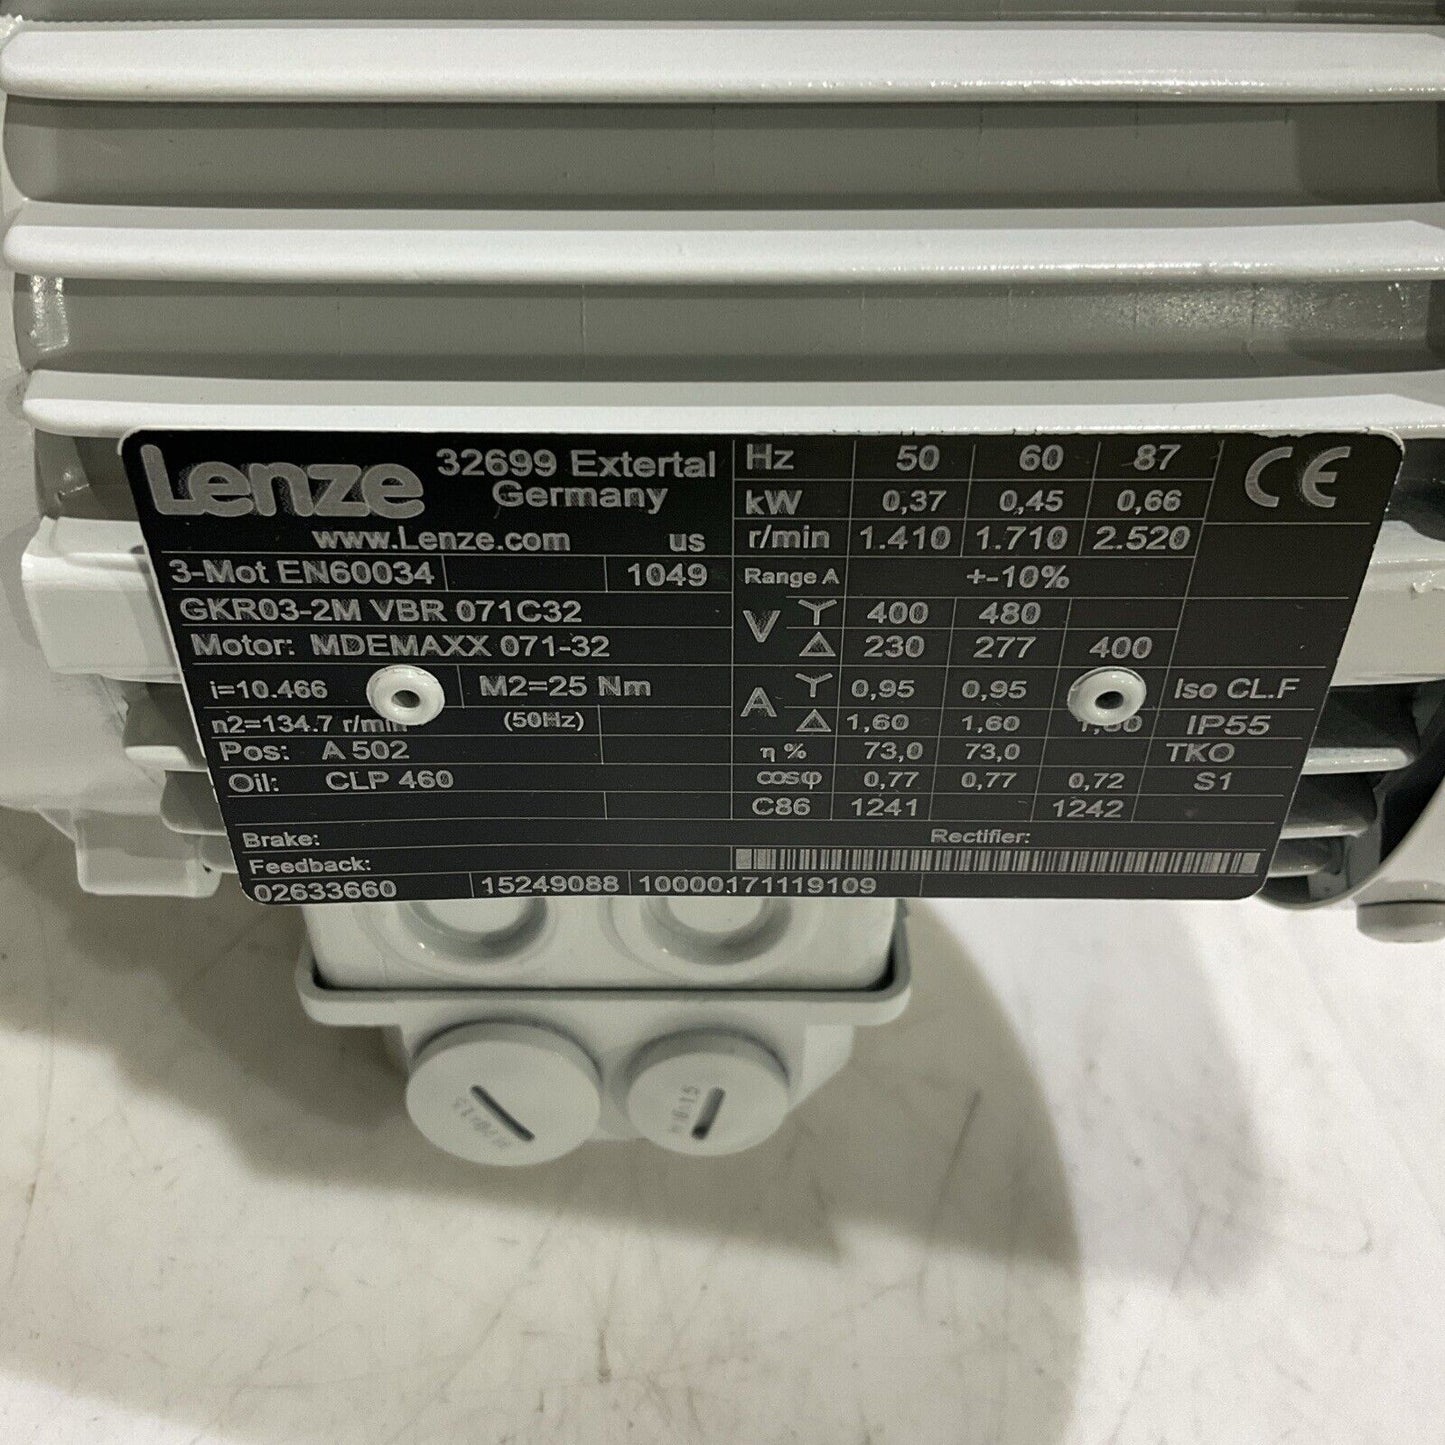 Lenze 32699 Extertal
Germany
www.Lenze.com us
3-Mot EN60034 1049
GKR03-2M VBR 071C32
Motor: MDEMAXX 071-32
i=10.466 M2=25 Nm
n2=134.7 r/min (50Hz)
Pos: A 502
Oil: CLP 460
Hz 50 60 87
kW 0,37 0,45 0,66
r/min 1.410 1.710 2.520
Range A +-10%
V Y 400 480
△ 230 277 400
A Y 0,95 0,95 Iso CL.F
△ 1,60 1,60 IP55
η % 73,0 73,0 TKO
cosφ 0,77 0,77 0,72 S1
C86 1241 1242
CE
Brake: Rectifier:
Feedback:
02633660 15249088 10000171119109